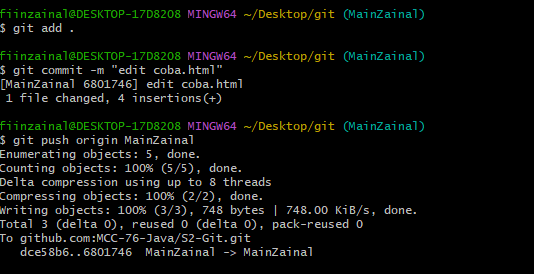 fiinzainal@DESKTOP-17D8208 MINGW64 ~/Desktop/git (MainZainal)
$ git add .
fiinzainal@DESKTOP-17D8208 MINGW64 ~/Desktop/git (MainZainal)
$ git commit -m "edit coba.html"
[MainZainal 6801746] edit coba.html
1 file changed, 4 insertions(+)
fiinzainal@DESKTOP-17D8208 MINGW64 ~/Desktop/git (MainZainal)
$ git push origin MainZainal
Enumerating objects: 5, done.
Counting objects: 100% (5/5), done.
Delta compression using up to 8 threads
Compressing objects: 100% (2/2), done.
Writing objects: 100% (3/3), 748 bytes | 748.00 KiB/s, done.
Total 3 (delta 0), reused 0 (delta 0), pack-reused 0
To github.com:MCC-76-Java/S2-Git.git
dce58b6..6801746  MainZainal -> MainZainal